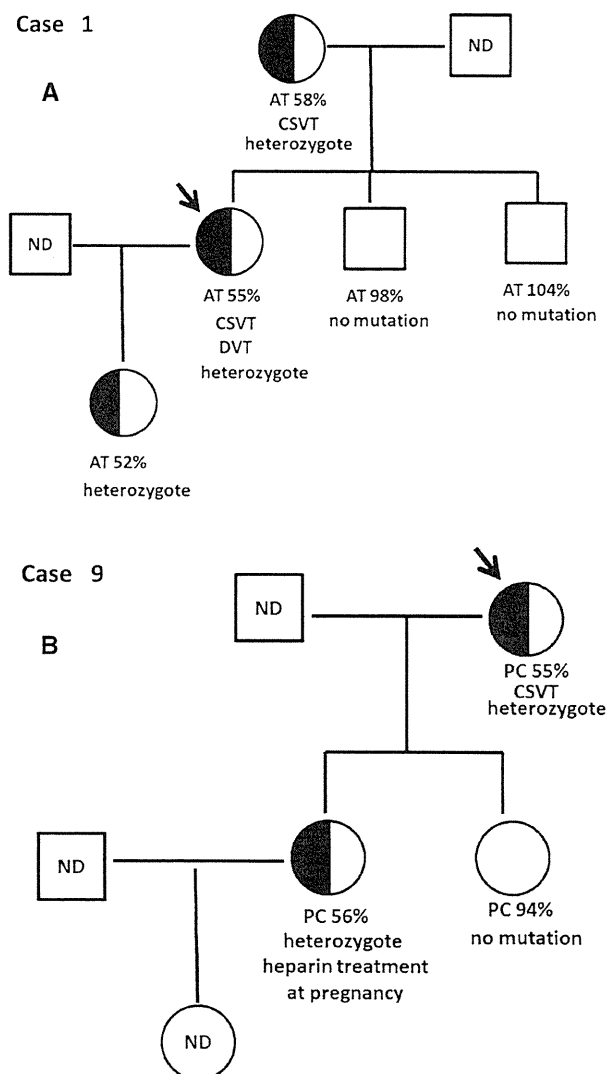 Case 1
A
ND
AT 58%
CSVT
heterozygote
ND
AT 55%
CSVT
DVT
heterozygote
AT 98%
no mutation
AT 104%
no mutation
AT 52%
heterozygote
Case 9
B
ND
PC 55%
CSVT
heterozygote
ND
PC 56%
heterozygote
heparin treatment
at pregnancy
PC 94%
no mutation
ND